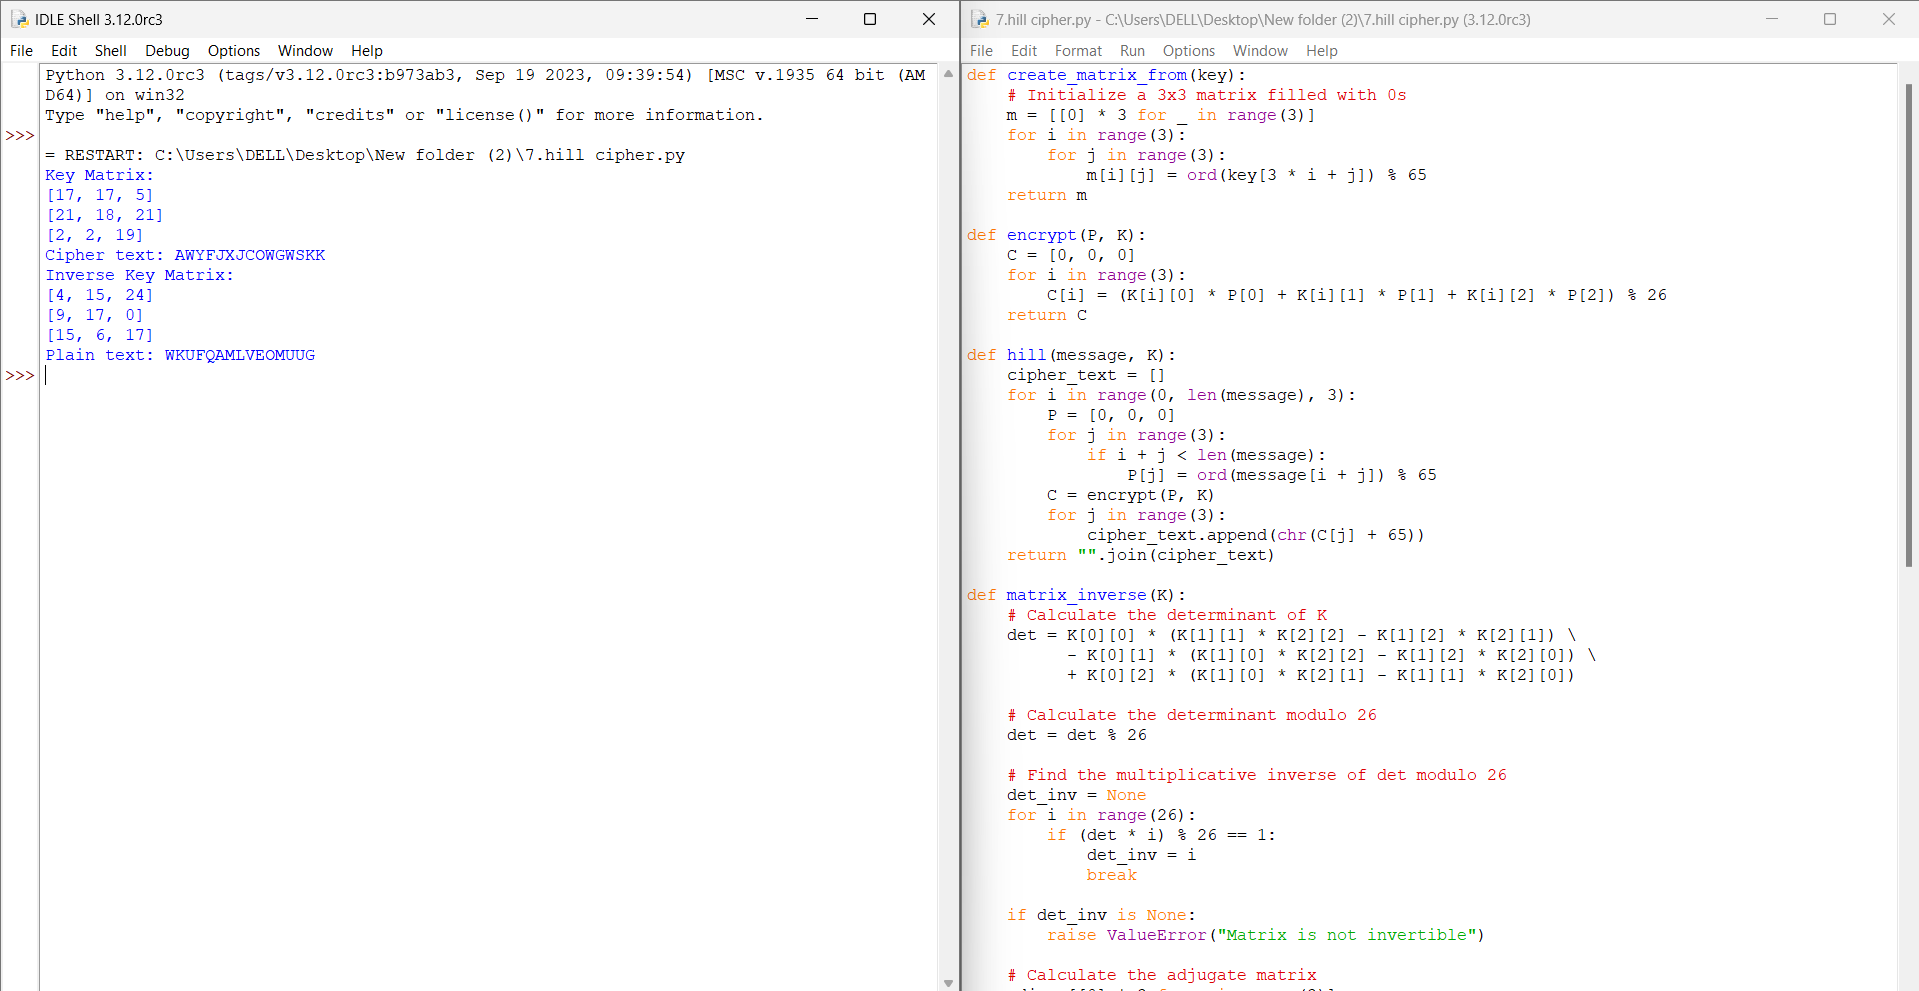 IDLE Shell 3.12.0rc3
File Edit Shell Debug Options Window Help
Python 3.12.0rc3 (tags/v3.12.0rc3:b973ab3, Sep 19 2023, 09:39:54) [MSC v.1935 64 bit (AM
D64)] on win32
Type "help", "copyright", "credits" or "license()" for more information.
>>>
= RESTART: C:\Users\DELL\Desktop\New folder (2)\7.hill cipher.py
Key Matrix:
[17, 17, 5]
[21, 18, 21]
[2, 2, 19]
Cipher text: AWYFJXJCOWGWSKK
Inverse Key Matrix:
[4, 15, 24]
[9, 17, 0]
[15, 6, 17]
Plain text: WKUFQAMLVEOMUUG
>>>
7.hill cipher.py - C:\Users\DELL\Desktop\New folder (2)\7.hill cipher.py (3.12.0rc3)
File Edit Format Run Options Window Help
def create_matrix_from(key):
    # Initialize a 3x3 matrix filled with 0s
    m = [[0] * 3 for _ in range(3)]
    for i in range(3):
        for j in range(3):
            m[i][j] = ord(key[3 * i + j]) % 65
    return m
def encrypt(P, K):
    C = [0, 0, 0]
    for i in range(3):
        C[i] = (K[i][0] * P[0] + K[i][1] * P[1] + K[i][2] * P[2]) % 26
    return C
def hill(message, K):
    cipher_text = []
    for i in range(0, len(message), 3):
        P = [0, 0, 0]
        for j in range(3):
            if i + j < len(message):
                P[j] = ord(message[i + j]) % 65
        C = encrypt(P, K)
        for j in range(3):
            cipher_text.append(chr(C[j] + 65))
    return "".join(cipher_text)
def matrix_inverse(K):
    # Calculate the determinant of K
    det = K[0][0] * (K[1][1] * K[2][2] - K[1][2] * K[2][1]) \
          - K[0][1] * (K[1][0] * K[2][2] - K[1][2] * K[2][0]) \
          + K[0][2] * (K[1][0] * K[2][1] - K[1][1] * K[2][0])
    # Calculate the determinant modulo 26
    det = det % 26
    # Find the multiplicative inverse of det modulo 26
    det_inv = None
    for i in range(26):
        if (det * i) % 26 == 1:
            det_inv = i
            break
    if det_inv is None:
        raise ValueError("Matrix is not invertible")
    # Calculate the adjugate matrix